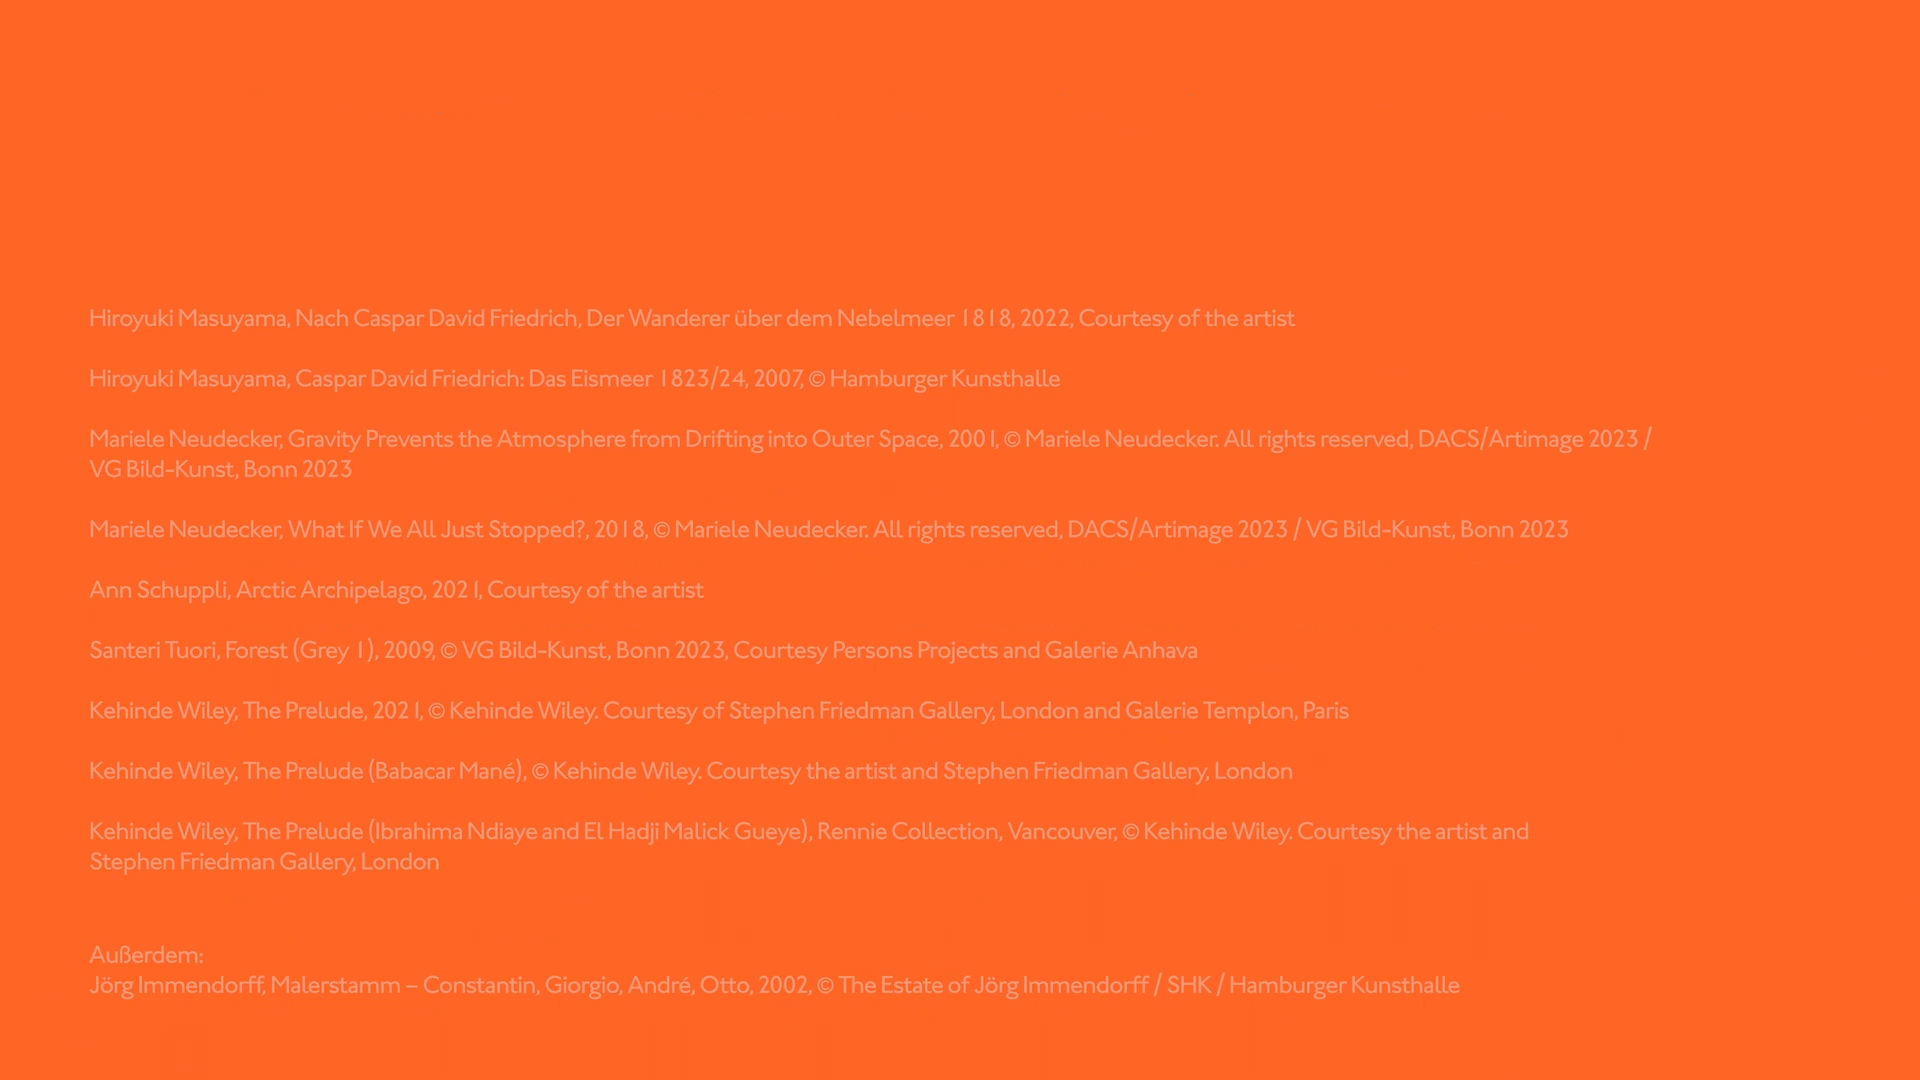 Hiroyuki Masuyama, Nach Caspar David Friedrich, Der Wanderer über dem Nebelmeer 1818, 2022, Courtesy of the artist
Hiroyuki Masuyama, Caspar David Friedrich: Das Eismeer 1823/24, 2007, © Hamburger Kunsthalle
Mariele Neudecker, Gravity Prevents the Atmosphere from Drifting into Outer Space, 2001, © Mariele Neudecker. All rights reserved, DACS/Artimage 2023 /
VG Bild-Kunst, Bonn 2023
Mariele Neudecker, What If We All Just Stopped?, 2018, © Mariele Neudecker. All rights reserved, DACS/Artimage 2023 / VG Bild-Kunst, Bonn 2023
Ann Schuppli, Arctic Archipelago, 2021, Courtesy of the artist
Santeri Tuori, Forest (Grey 1), 2009, © VG Bild-Kunst, Bonn 2023, Courtesy Persons Projects and Galerie Anhava
Kehinde Wiley, The Prelude, 2021, © Kehinde Wiley. Courtesy of Stephen Friedman Gallery, London and Galerie Templon, Paris
Kehinde Wiley, The Prelude (Babacar Mané), © Kehinde Wiley. Courtesy the artist and Stephen Friedman Gallery, London
Kehinde Wiley, The Prelude (Ibrahima Ndiaye and El Hadji Malick Gueye), Rennie Collection, Vancouver, © Kehinde Wiley. Courtesy the artist and
Stephen Friedman Gallery, London
Außerdem:
Jörg Immendorff, Malerstamm – Constantin, Giorgio, André, Otto, 2002, © The Estate of Jörg Immendorff / SHK / Hamburger Kunsthalle